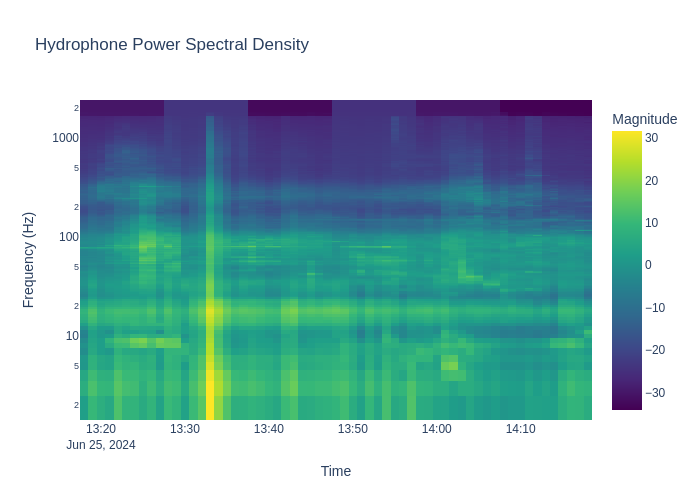 Hydrophone Power Spectral Density
Magnitude
30
20
10
0
−10
−20
−30
Frequency (Hz)
2
1000
5
2
100
5
2
10
5
2
13:20 13:30 13:40 13:50 14:00 14:10
Jun 25, 2024
Time